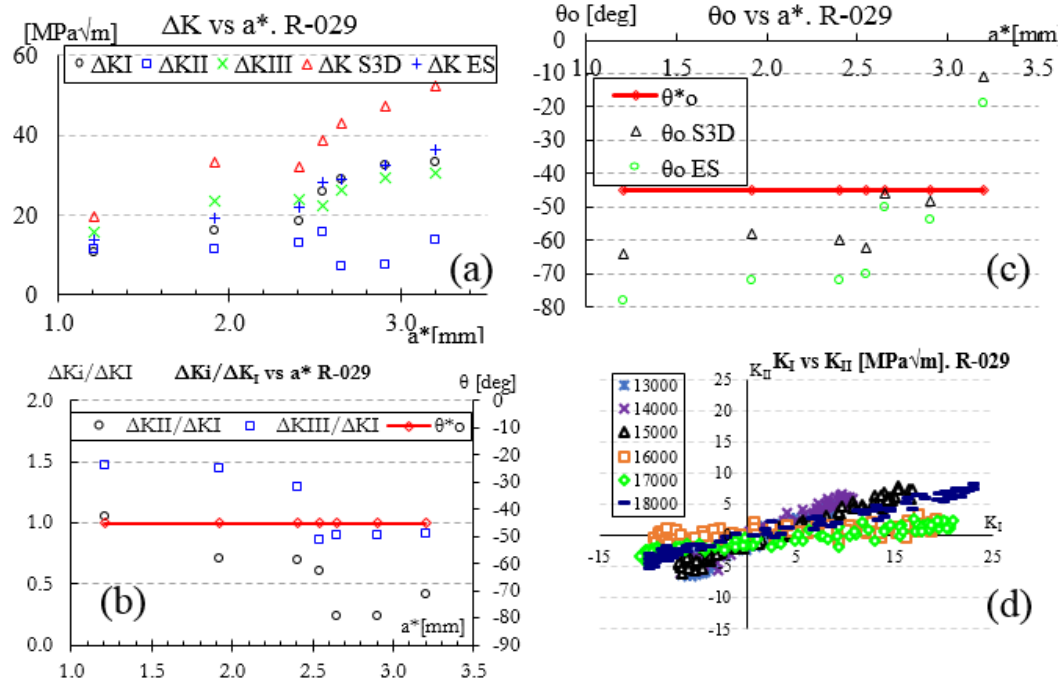 [MPa√m]
ΔK vs a*. R-029
ΔKI ΔKII ΔKIII ΔK S3D ΔK ES
60
40
20
0
1.0 2.0 3.0
a*[mm]
(a)
θo [deg]
θo vs a*. R-029
a*[mm]
0
-10
-20
-30
-40
-50
-60
-70
-80
1.0 1.5 2.0 2.5 3.0 3.5
θ*o
θo S3D
θo ES
(c)
ΔKi/ΔKI
ΔKi/ΔKI vs a* R-029
θ [deg]
ΔKII/ΔKI ΔKIII/ΔKI θ*o
2.0
1.5
1.0
0.5
0.0
0
-10
-20
-30
-40
-50
-60
-70
-80
-90
1.0 1.5 2.0 2.5 3.0 3.5
a*[mm]
(b)
KII
KI vs KII [MPa√m]. R-029
13000
14000
15000
16000
17000
18000
25
15
5
-5
-15
-15
5
15
25
KI
(d)